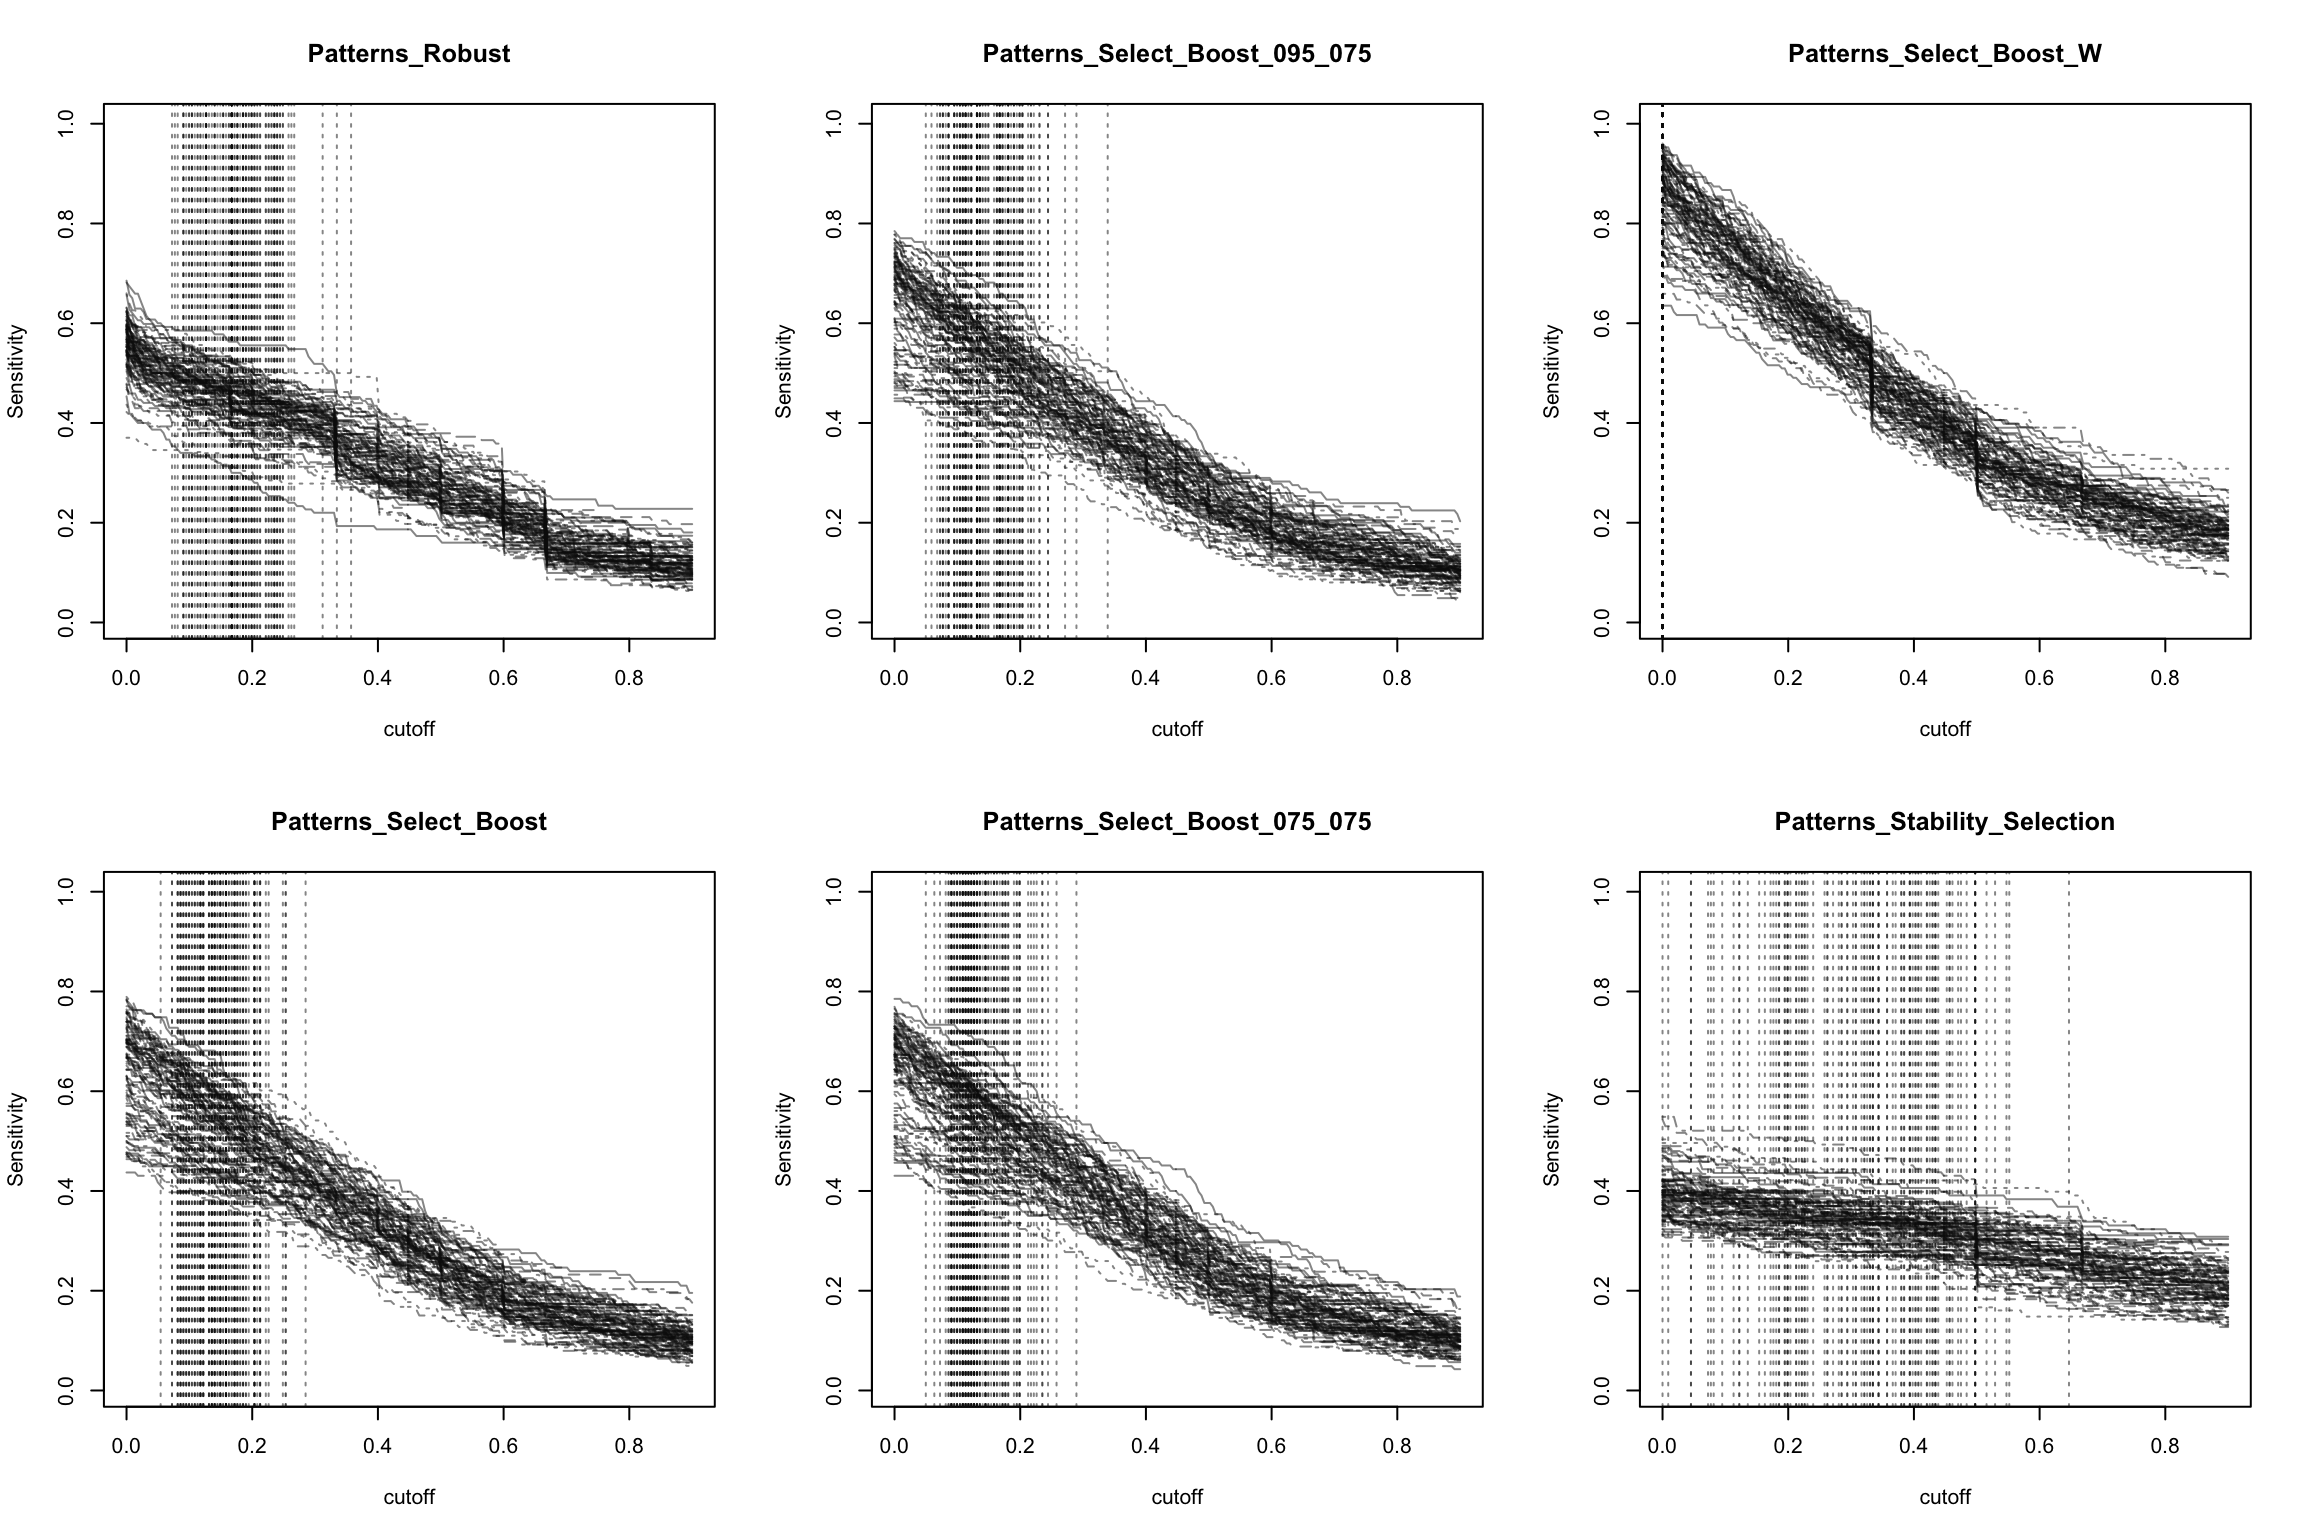 Patterns_Robust
Sensitivity
1.0
0.8
0.6
0.4
0.2
0.0
0.0 0.2 0.4 0.6 0.8
cutoff
Patterns_Select_Boost_095_075
Sensitivity
1.0
0.8
0.6
0.4
0.2
0.0
0.0 0.2 0.4 0.6 0.8
cutoff
Patterns_Select_Boost_W
Sensitivity
1.0
0.8
0.6
0.4
0.2
0.0
0.0 0.2 0.4 0.6 0.8
cutoff
Patterns_Select_Boost
Sensitivity
1.0
0.8
0.6
0.4
0.2
0.0
0.0 0.2 0.4 0.6 0.8
cutoff
Patterns_Select_Boost_075_075
Sensitivity
1.0
0.8
0.6
0.4
0.2
0.0
0.0 0.2 0.4 0.6 0.8
cutoff
Patterns_Stability_Selection
Sensitivity
1.0
0.8
0.6
0.4
0.2
0.0
0.0 0.2 0.4 0.6 0.8
cutoff